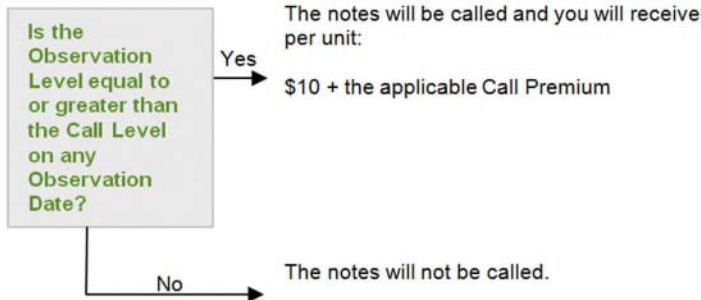 Is the
Observation
Level equal to
or greater than
the Call Level
on any
Observation
Date?
Yes
The notes will be called and you will receive
per unit:
$10 + the applicable Call Premium
No
The notes will not be called.